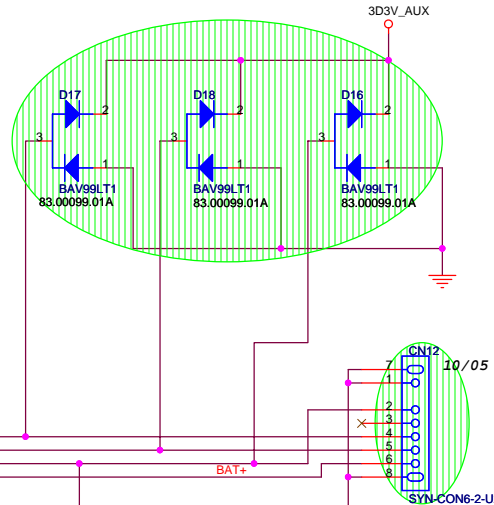 3D3V_AUX
D17
D18
D16
2
2
2
3
3
3
1
1
1
BAV99LT1
BAV99LT1
BAV99LT1
83.00099.01A
83.00099.01A
83.00099.01A
CN12
10/05
7
1
2
3
4
5
6
8
BAT+
SYN-CON6-2-U